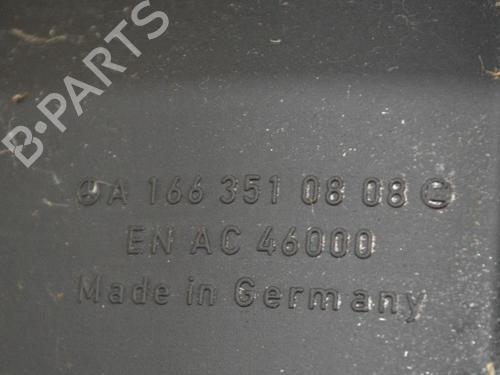 B-PARTS
A 166 351 08 08
EN AC 46000
Made in Germany